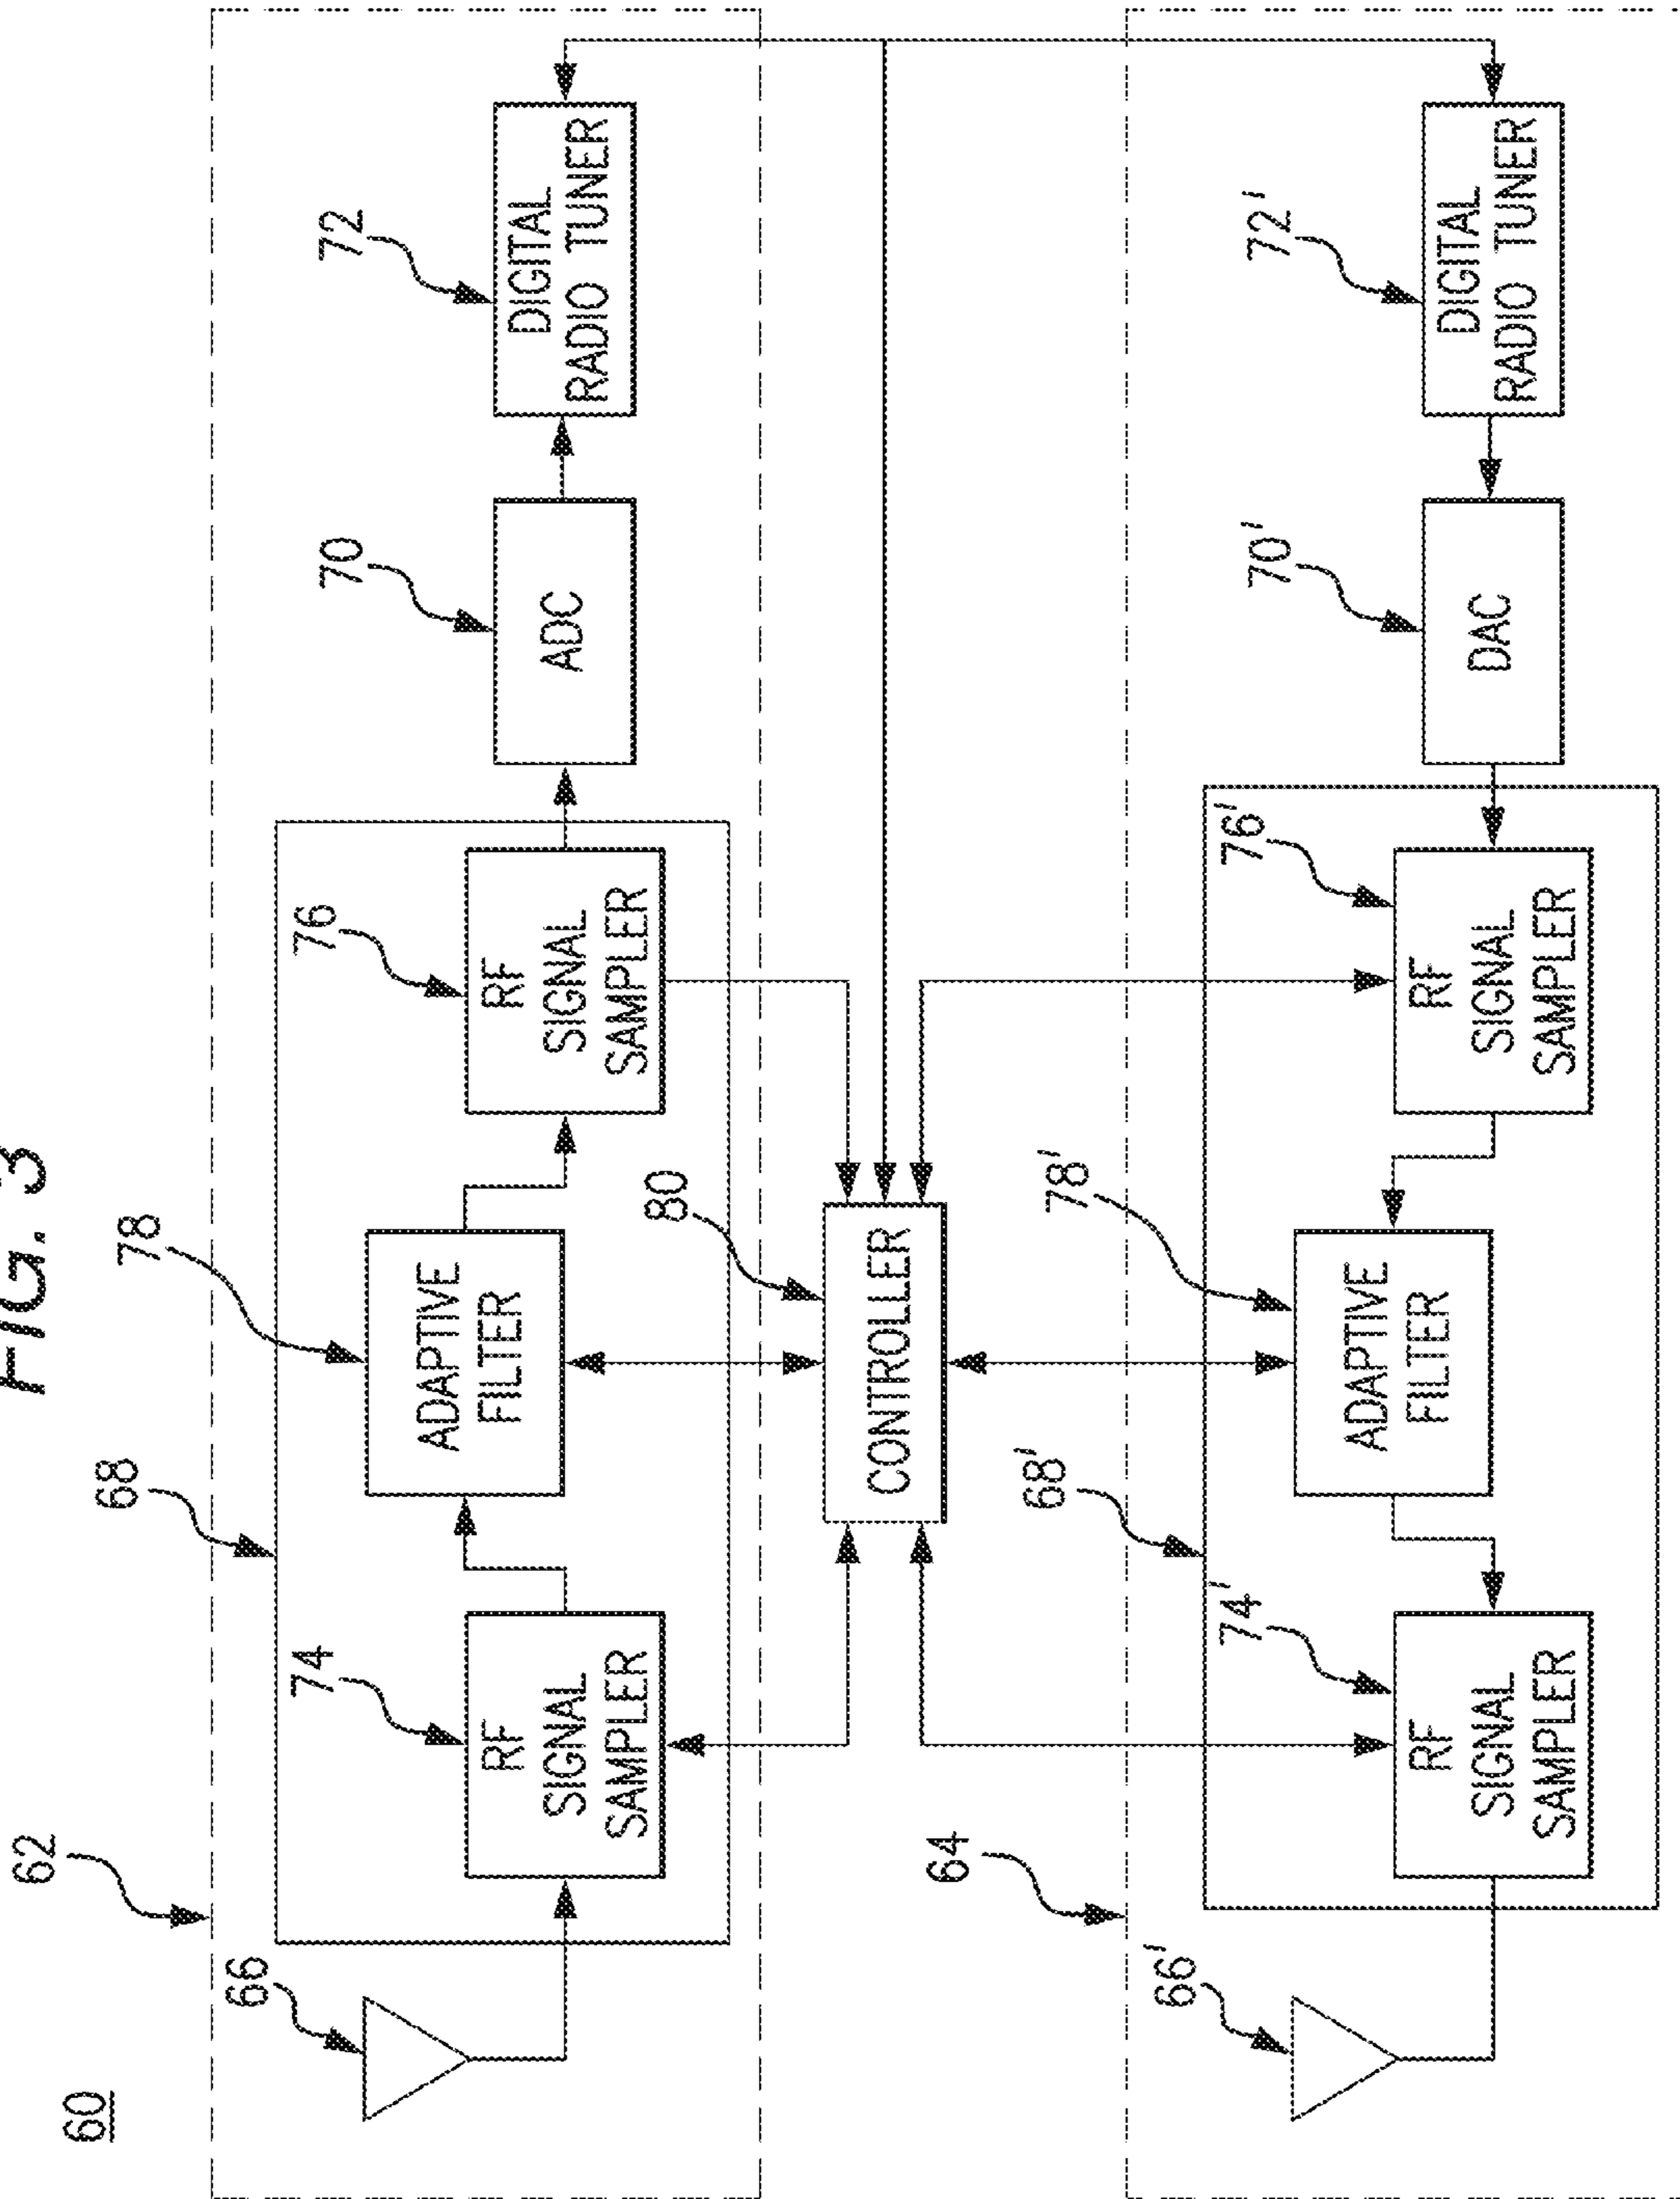 FIG. 3
60
62
66
68
74
RF
SIGNAL
SAMPLER
78
ADAPTIVE
FILTER
76
RF
SIGNAL
SAMPLER
70
ADC
72
DIGITAL
RADIO TUNER
80
CONTROLLER
64
66'
68'
74'
RF
SIGNAL
SAMPLER
78'
ADAPTIVE
FILTER
76'
RF
SIGNAL
SAMPLER
70'
DAC
72'
DIGITAL
RADIO TUNER